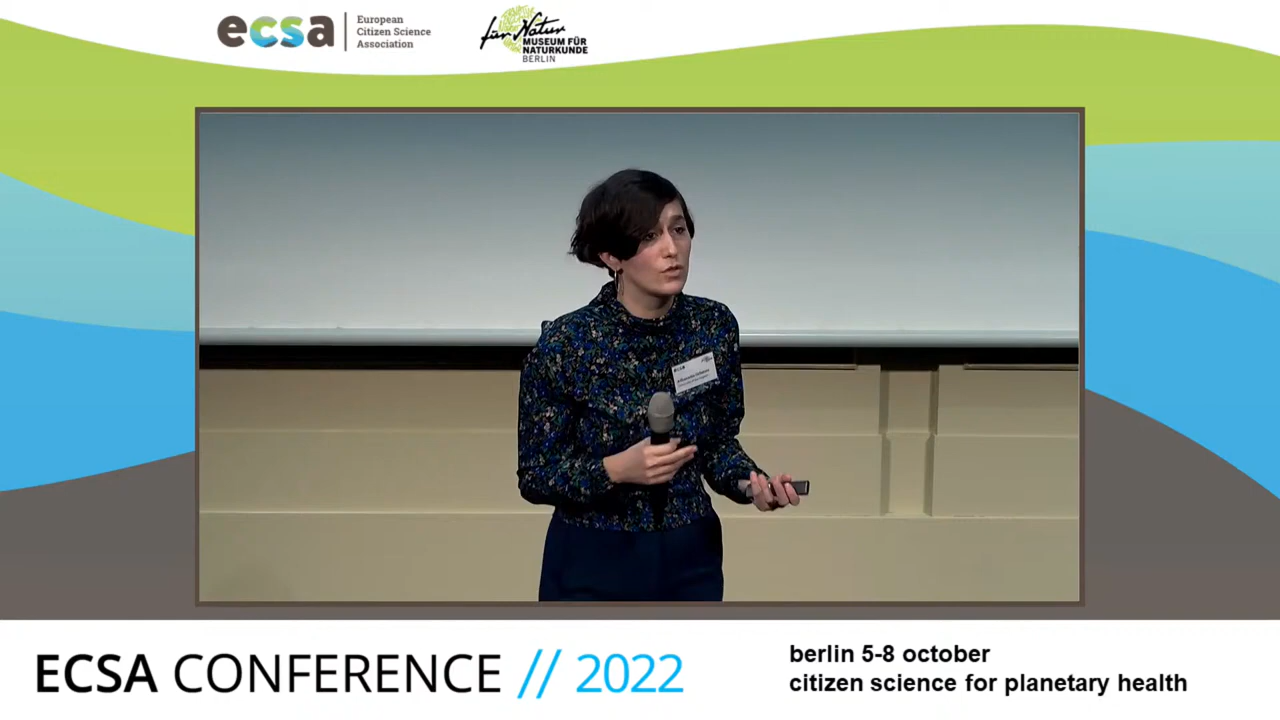 ecsa
European
Citizen Science
Association
für Natur
MUSEUM FÜR
NATURKUNDE
BERLIN
ecsa
ECSA CONFERENCE // 2022
berlin 5-8 october
citizen science for planetary health